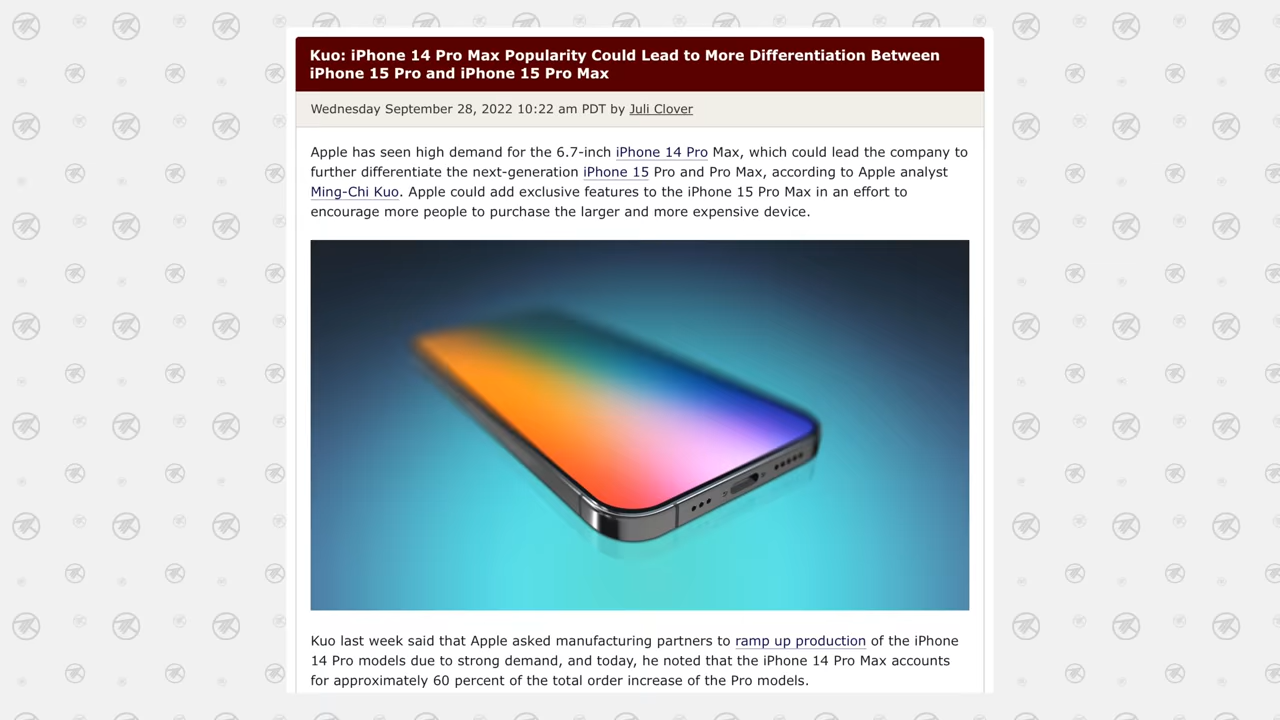 Kuo: iPhone 14 Pro Max Popularity Could Lead to More Differentiation Between
iPhone 15 Pro and iPhone 15 Pro Max
Wednesday September 28, 2022 10:22 am PDT by Juli Clover
Apple has seen high demand for the 6.7-inch iPhone 14 Pro Max, which could lead the company to
further differentiate the next-generation iPhone 15 Pro and Pro Max, according to Apple analyst
Ming-Chi Kuo. Apple could add exclusive features to the iPhone 15 Pro Max in an effort to
encourage more people to purchase the larger and more expensive device.
Kuo last week said that Apple asked manufacturing partners to ramp up production of the iPhone
14 Pro models due to strong demand, and today, he noted that the iPhone 14 Pro Max accounts
for approximately 60 percent of the total order increase of the Pro models.